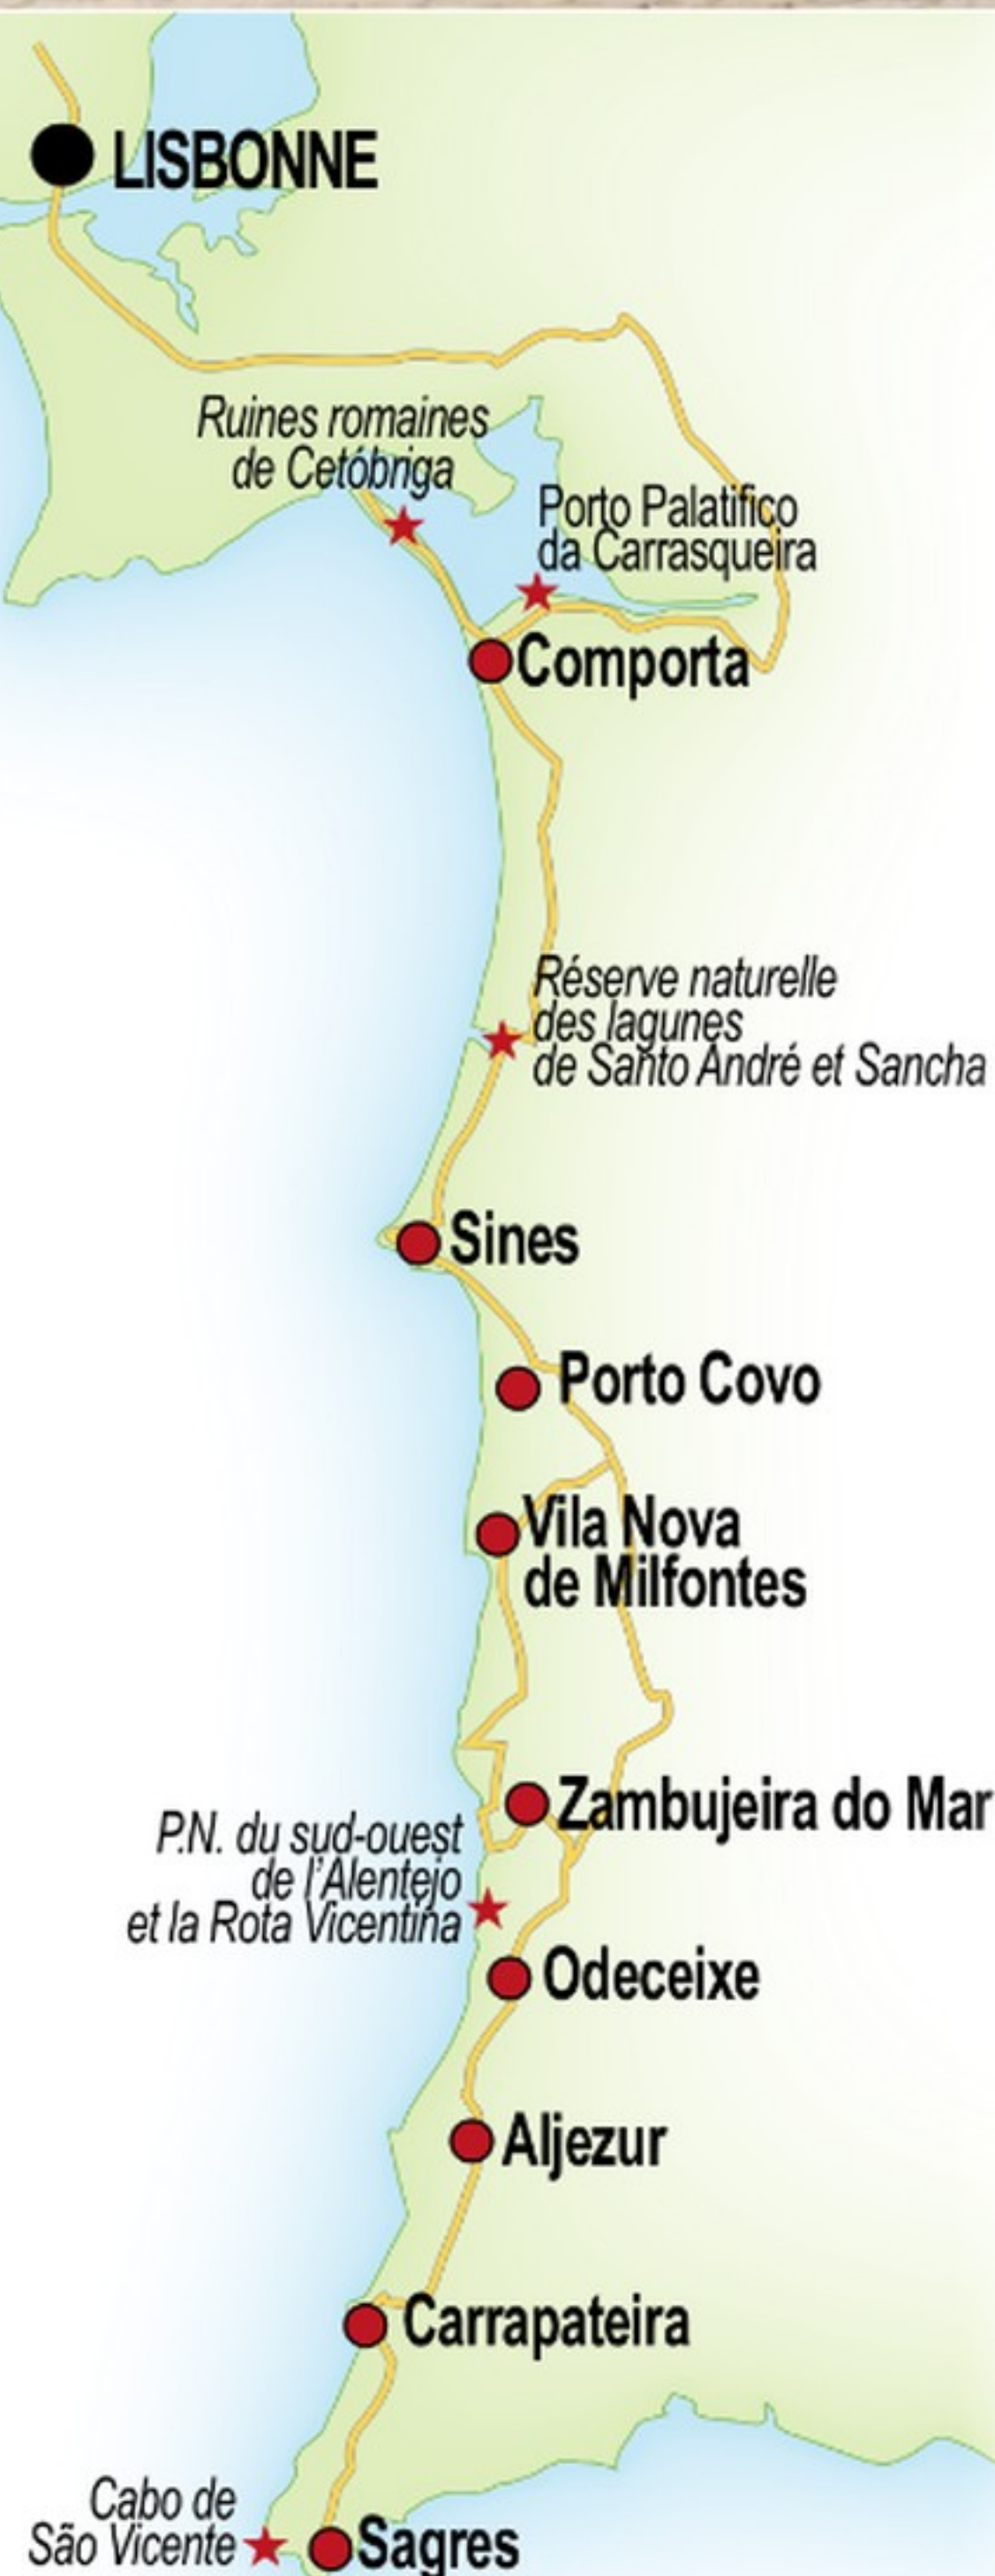 LISBONNE
Ruines romaines
de Cetóbriga
Porto Palatifico
da Carrasqueira
Comporta
Réserve naturelle
des lagunes
de Santo André et Sancha
Sines
Porto Covo
Vila Nova
de Milfontes
Zambujeira do Mar
P.N. du sud-ouest
de l'Alentejo
et la Rota Vicentina
Odeceixe
Aljezur
Carrapateira
Cabo de
São Vicente
Sagres